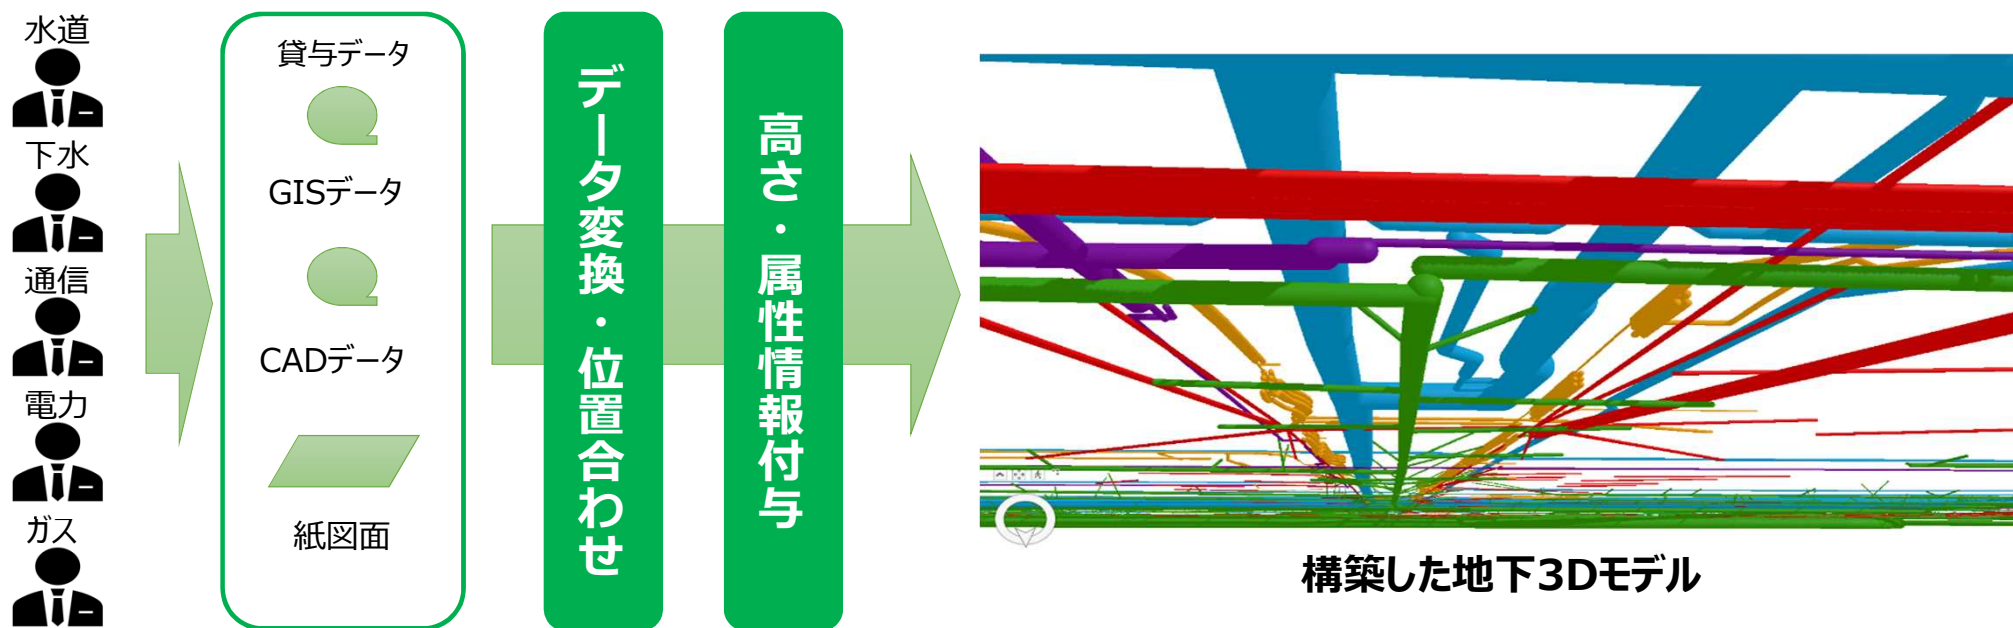 水道
下水
通信
電力
ガス
貸与データ
GISデータ
CADデータ
紙図面
データ変換・位置合わせ
高さ・属性情報付与
構築した地下3Dモデル